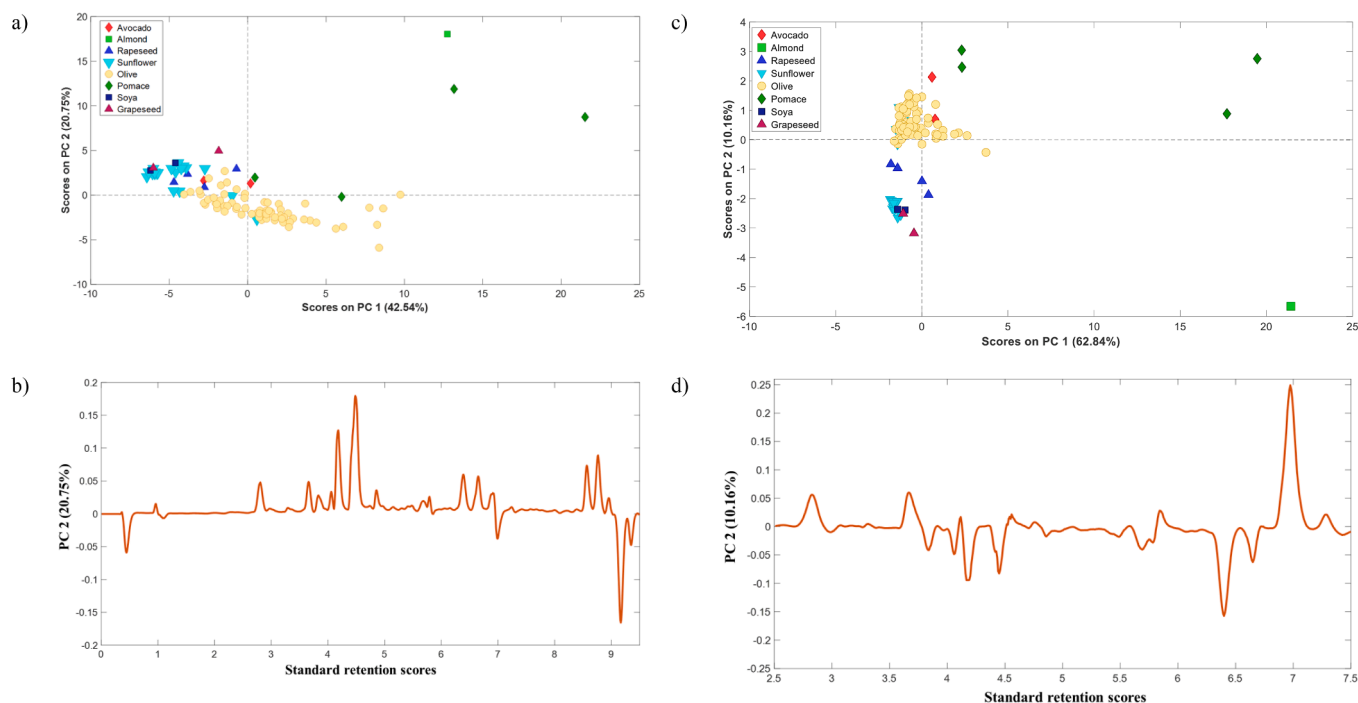 a)
20
15
10
5
0
-5
-10
Scores on PC 2 (20.75%)
Avocado
Almond
Rapeseed
Sunflower
Olive
Pomace
Soya
Grapeseed
-10 -5 0 5 10 15 20 25
Scores on PC 1 (42.54%)
c)
4
3
2
1
0
-1
-2
-3
-4
-5
-6
Scores on PC 2 (10.16%)
Avocado
Almond
Rapeseed
Sunflower
Olive
Pomace
Soya
Grapeseed
-10 -5 0 5 10 15 20 25
Scores on PC 1 (62.84%)
b)
0.2
0.15
0.1
0.05
0
-0.05
-0.1
-0.15
-0.2
PC 2 (20.75%)
0 1 2 3 4 5 6 7 8 9
Standard retention scores
d)
0.25
0.2
0.15
0.1
0.05
0
-0.05
-0.1
-0.15
-0.2
-0.25
PC 2 (10.16%)
2.5 3 3.5 4 4.5 5 5.5 6 6.5 7 7.5
Standard retention scores